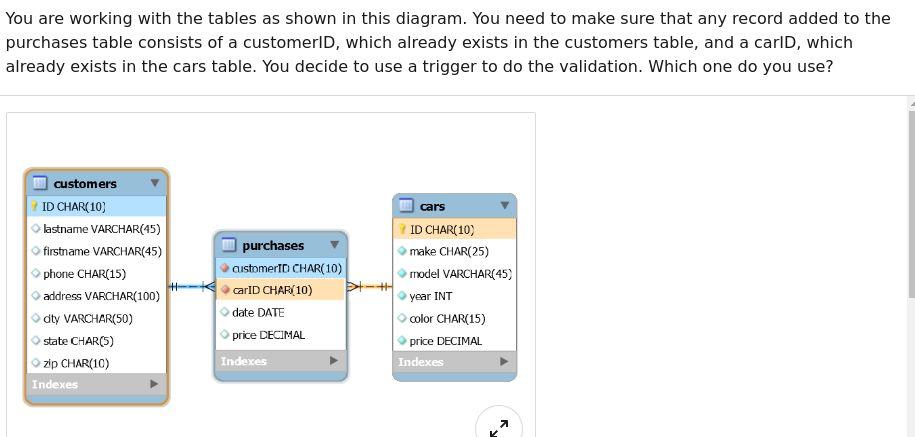 You are working with the tables as shown in this diagram. You need to make sure that any record added to the
purchases table consists of a customerID, which already exists in the customers table, and a carID, which
already exists in the cars table. You decide to use a trigger to do the validation. Which one do you use?
customers
ID CHAR(10)
lastname VARCHAR(45)
firstname VARCHAR(45)
phone CHAR(15)
address VARCHAR(100)
city VARCHAR(50)
state CHAR(5)
zip CHAR(10)
Indexes
purchases
customerID CHAR(10)
carID CHAR(10)
date DATE
price DECIMAL
Indexes
cars
ID CHAR(10)
make CHAR(25)
model VARCHAR(45)
year INT
color CHAR(15)
price DECIMAL
Indexes